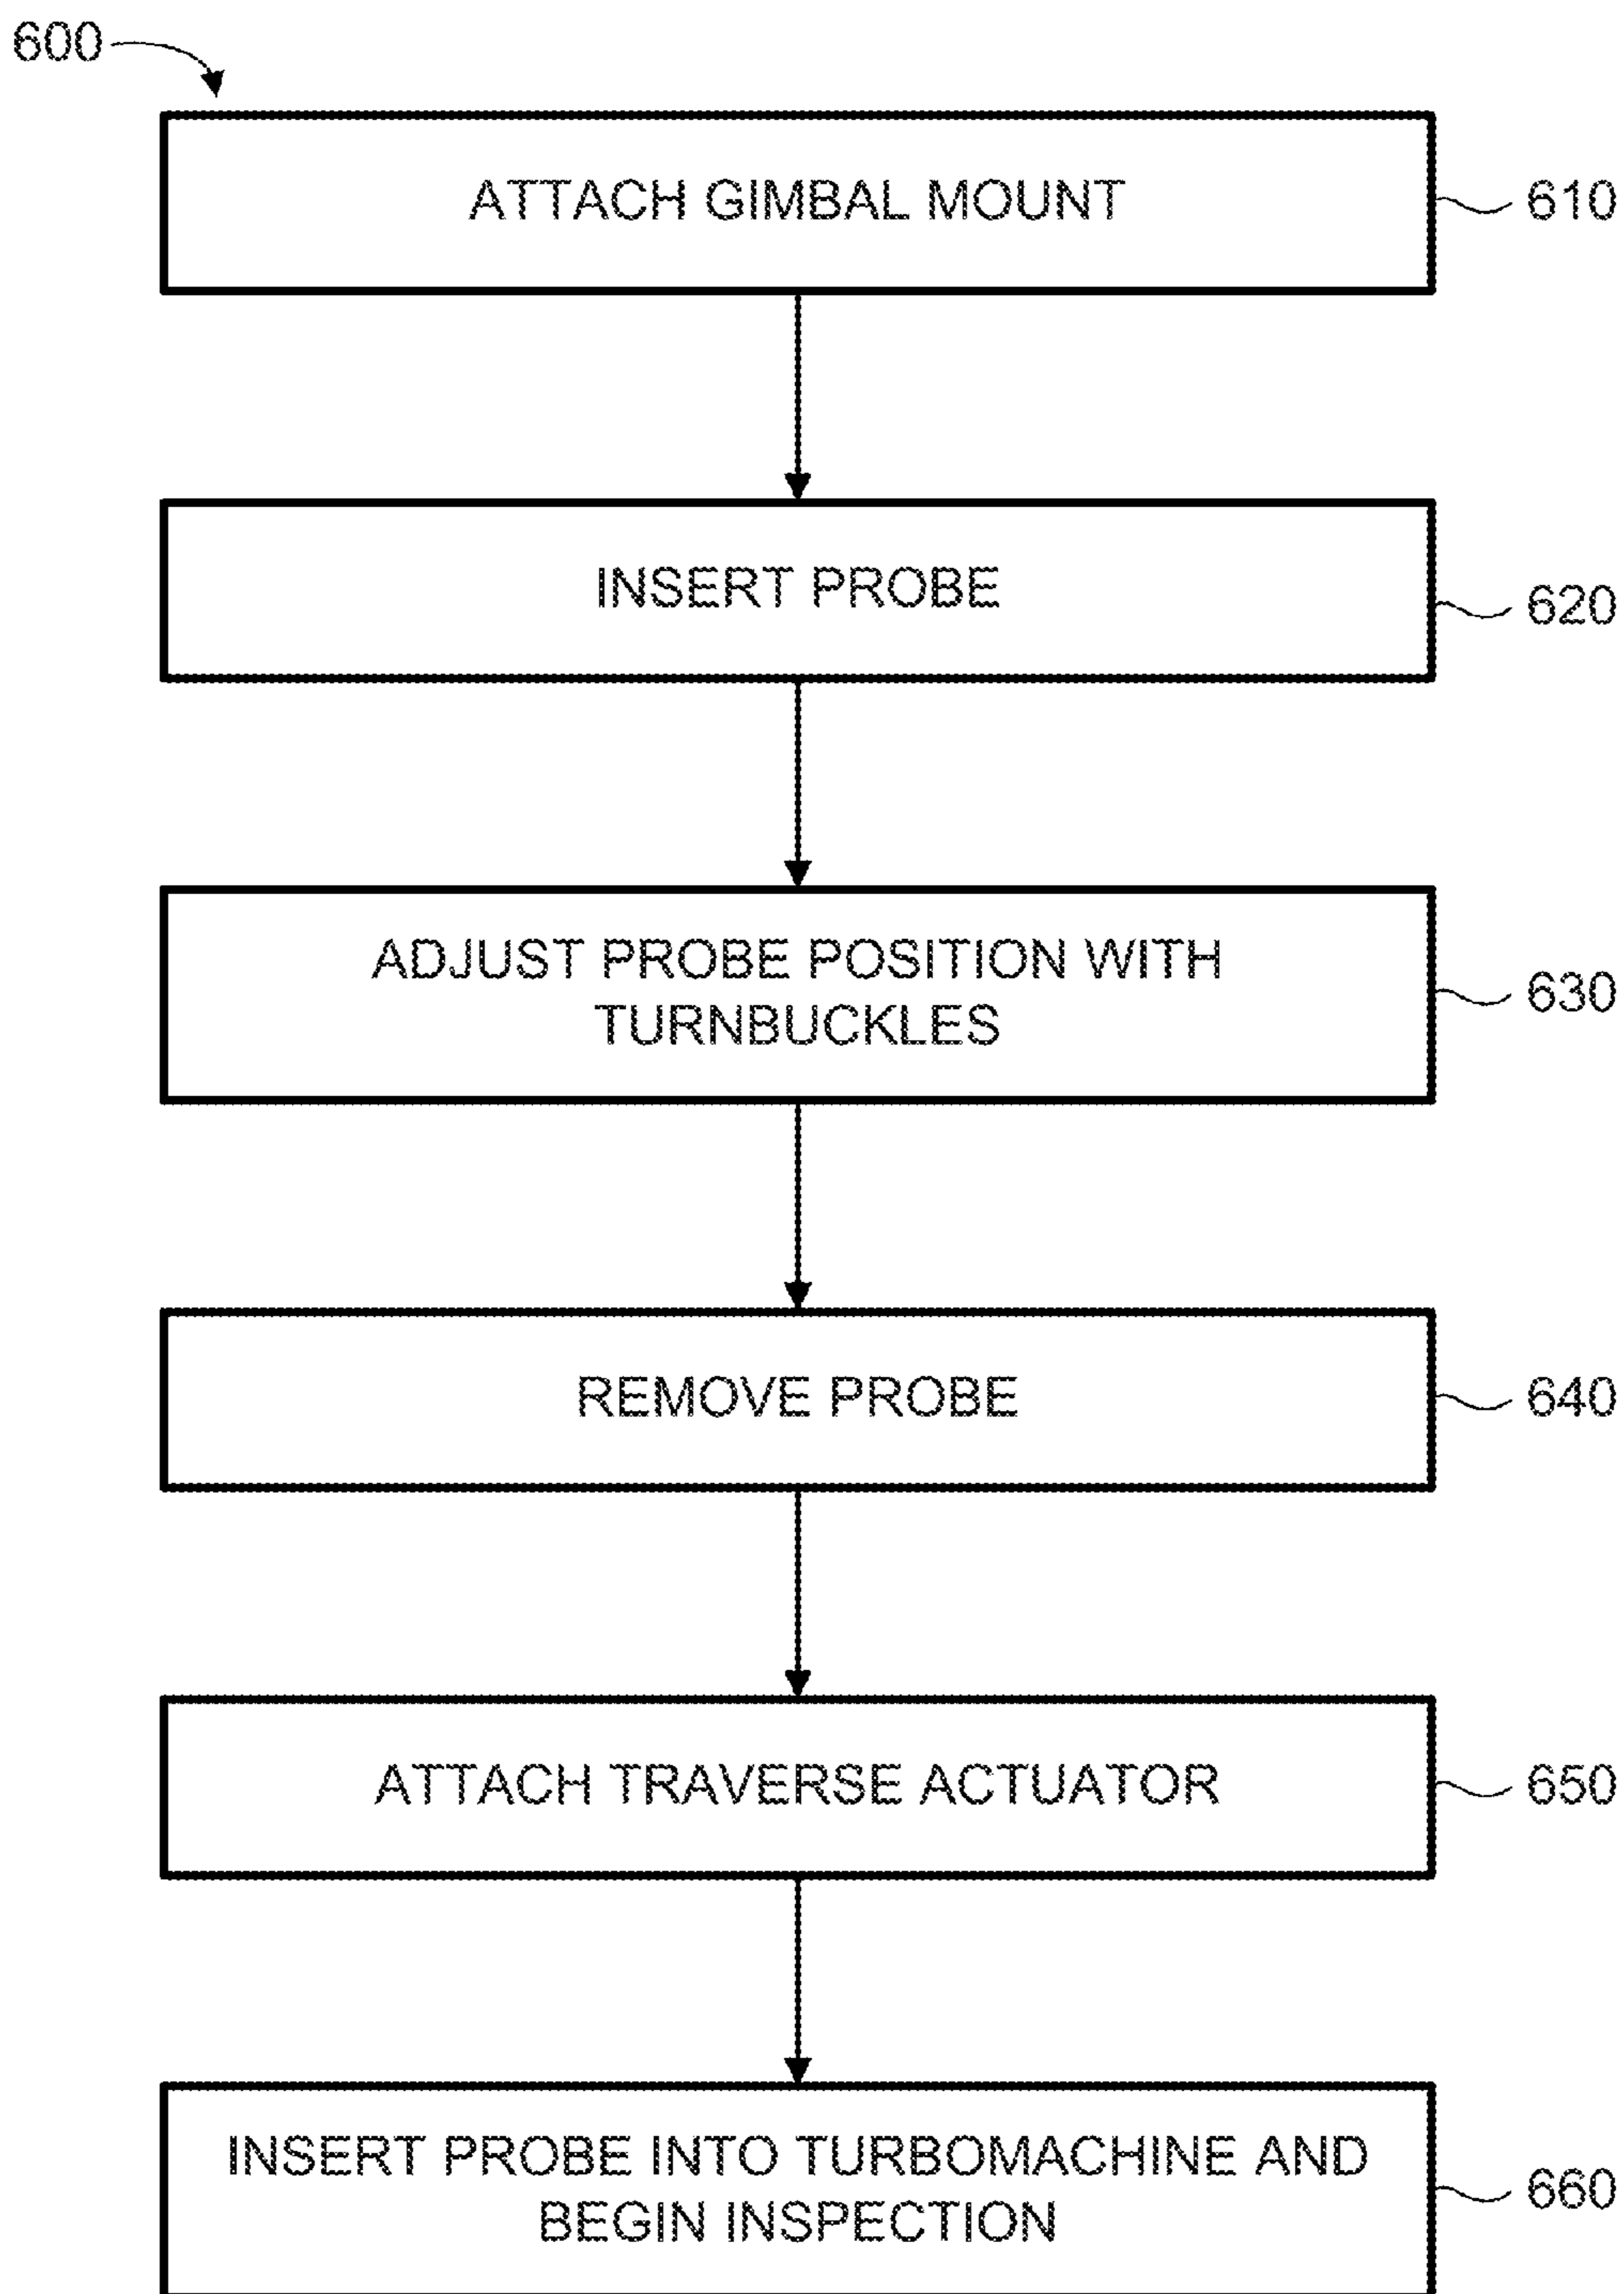 600
ATTACH GIMBAL MOUNT
610
INSERT PROBE
620
ADJUST PROBE POSITION WITH
TURNBUCKLES
630
REMOVE PROBE
640
ATTACH TRAVERSE ACTUATOR
650
INSERT PROBE INTO TURBOMACHINE AND
BEGIN INSPECTION
660